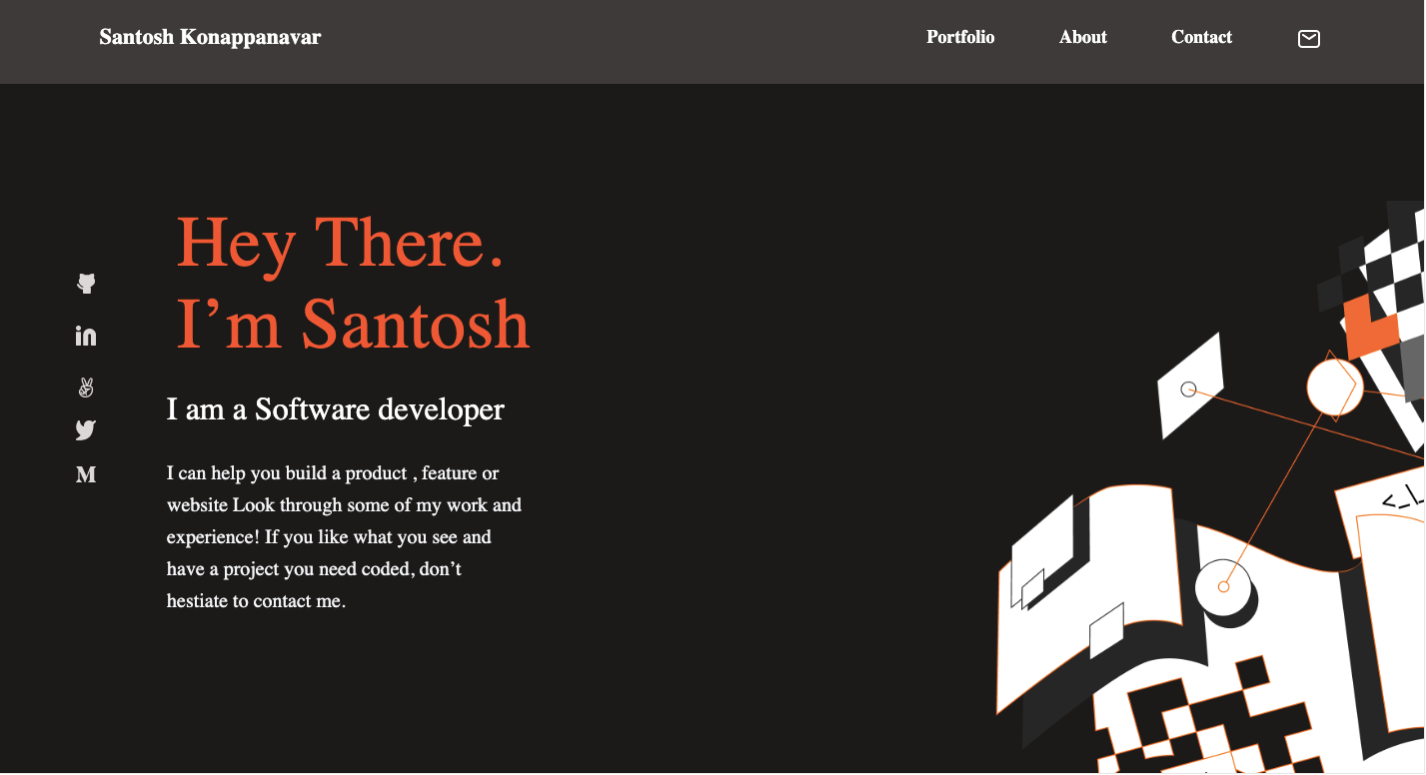 Santosh Konappanavar
Portfolio
About
Contact
Hey There.
I’m Santosh
I am a Software developer
I can help you build a product , feature or
website Look through some of my work and
experience! If you like what you see and
have a project you need coded, don’t
hestiate to contact me.
in
M